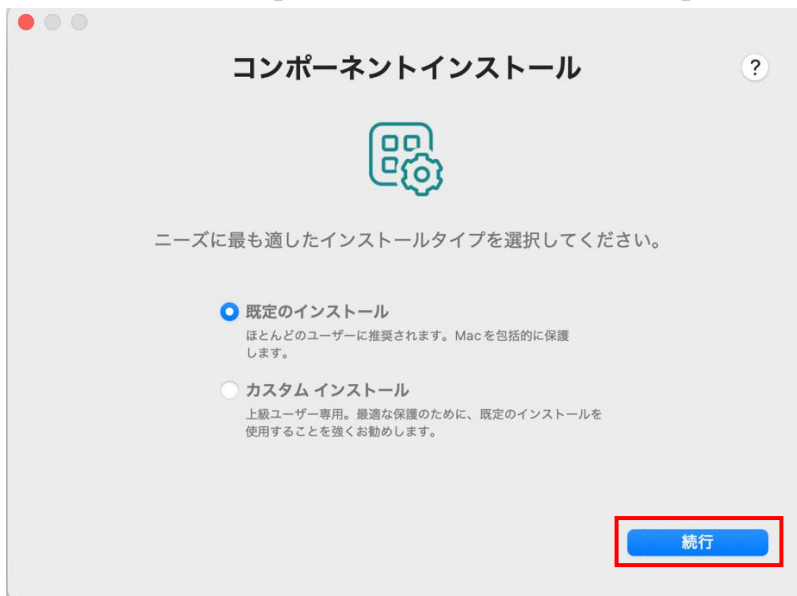 コンポーネントインストール
?
ニーズに最も適したインストールタイプを選択してください。
既定のインストール
ほとんどのユーザーに推奨されます。Mac を包括的に保護
します。
カスタム インストール
上級ユーザー専用。最適な保護のために、既定のインストールを
使用することを強くお勧めします。
続行